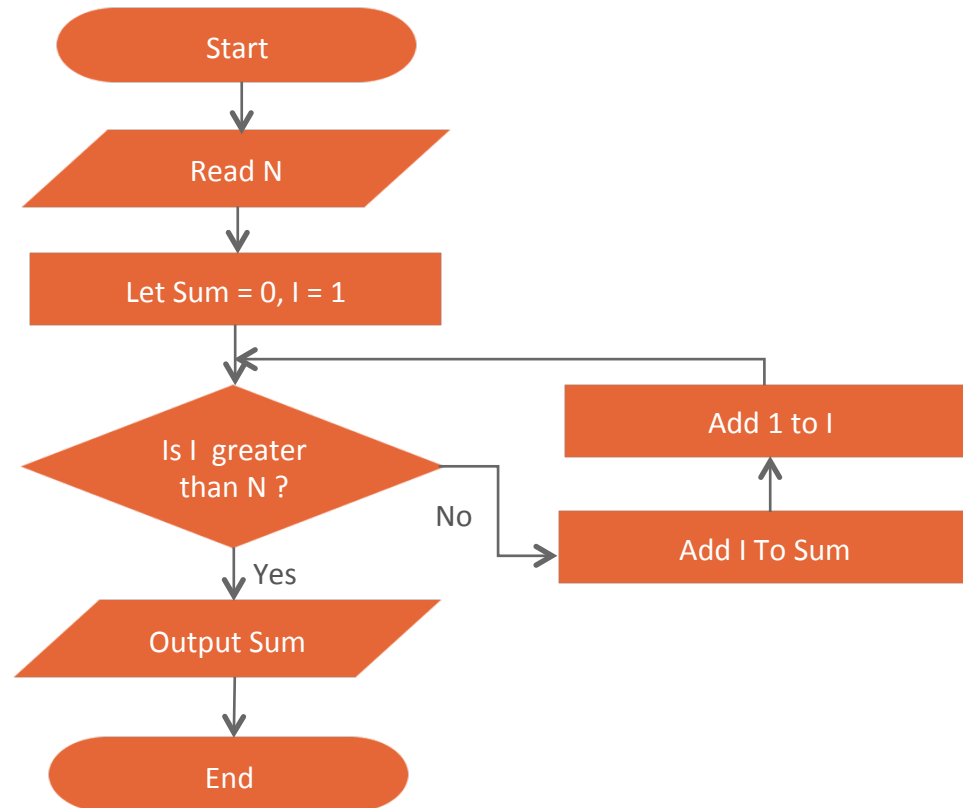 Start
Read N
Let Sum = 0, I = 1
Is I greater
than N ?
No
Add I To Sum
Add 1 to I
Yes
Output Sum
End